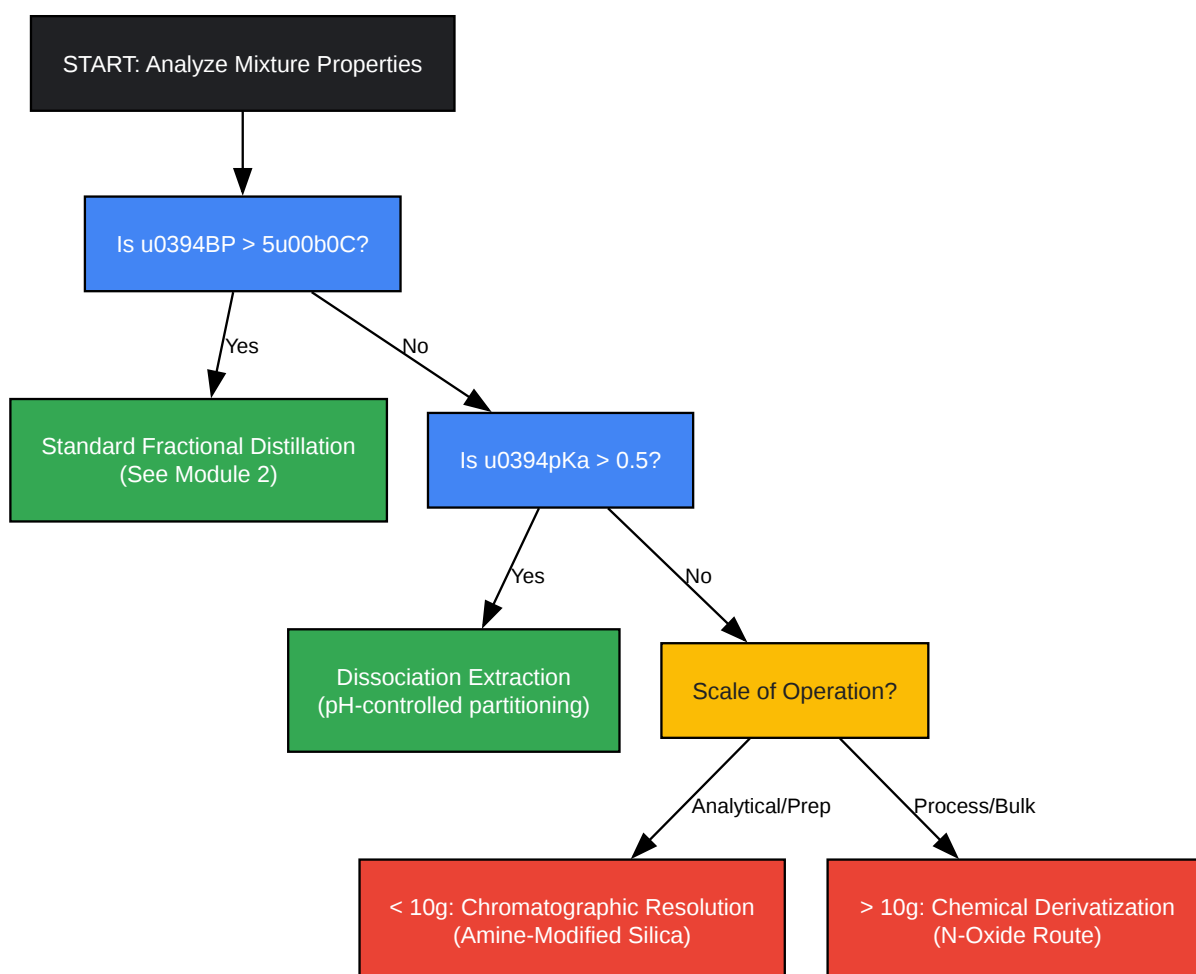 START: Analyze Mixture Properties
Is u0394BP > 5u00b0C?
Yes
No
Standard Fractional Distillation
(See Module 2)
Is u0394pKa > 0.5?
Yes
No
Dissociation Extraction
(pH-controlled partitioning)
Scale of Operation?
Analytical/Prep
Process/Bulk
< 10g: Chromatographic Resolution
(Amine-Modified Silica)
> 10g: Chemical Derivatization
(N-Oxide Route)